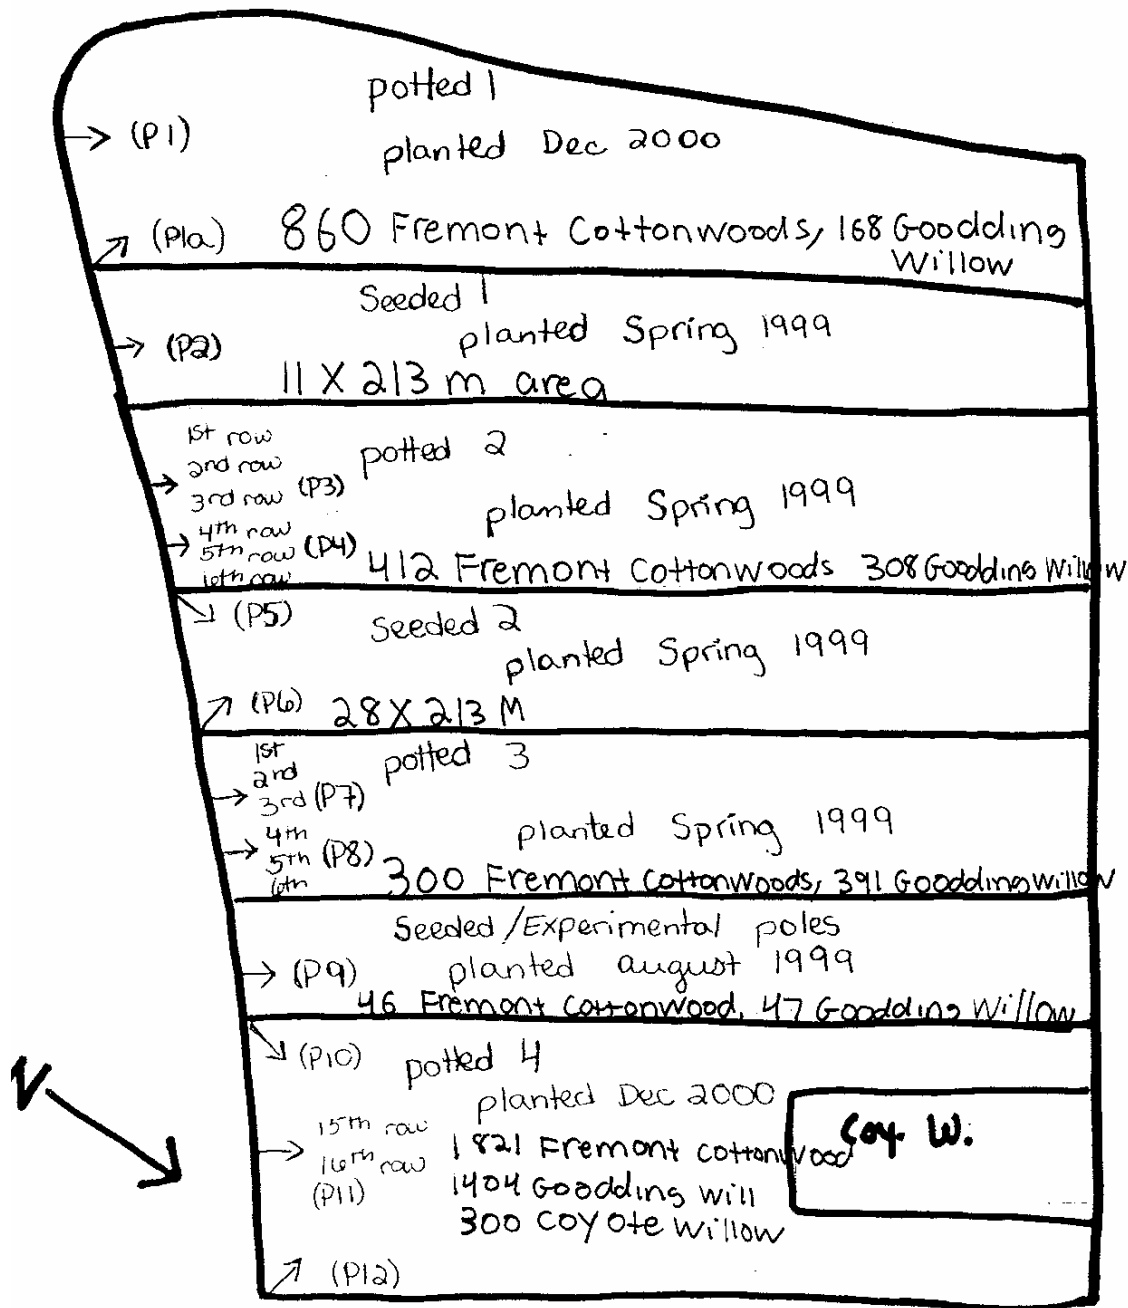 potted 1
(P1)
planted Dec 2000
(P1a) 860 Fremont Cottonwoods, 168 Goodding
Willow
Seeded 1
planted Spring 1999
(P2)
11 X 213 m area
1st row
potted 2
2nd row
3rd row (P3)
planted Spring 1999
4th row
5th row (P4)
412 Fremont Cottonwoods 308 Goodding Willow
6th row
(P5)
Seeded 2
planted Spring 1999
(P6) 28 X 213 M
1st
potted 3
2nd
3rd (P7)
planted Spring 1999
4th
5th (P8)
6th
300 Fremont Cottonwoods, 391 Goodding Willow
Seeded/Experimental poles
(P9) planted august 1999
46 Fremont Cottonwood, 47 Goodding Willow
(P10) potted 4
planted Dec 2000
15th row
1821 Fremont Cottonwood
Coy. W.
16th row
(P11)
1404 Goodding Will
300 Coyote Willow
(P12)
N